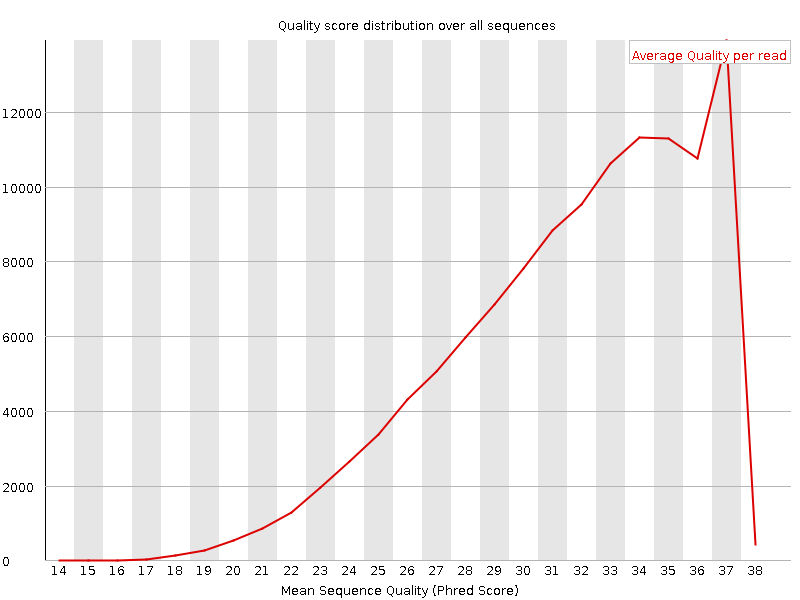 Quality score distribution over all sequences
Average Quality per read
12000
10000
8000
6000
4000
2000
0
14 15 16 17 18 19 20 21 22 23 24 25 26 27 28 29 30 31 32 33 34 35 36 37 38
Mean Sequence Quality (Phred Score)